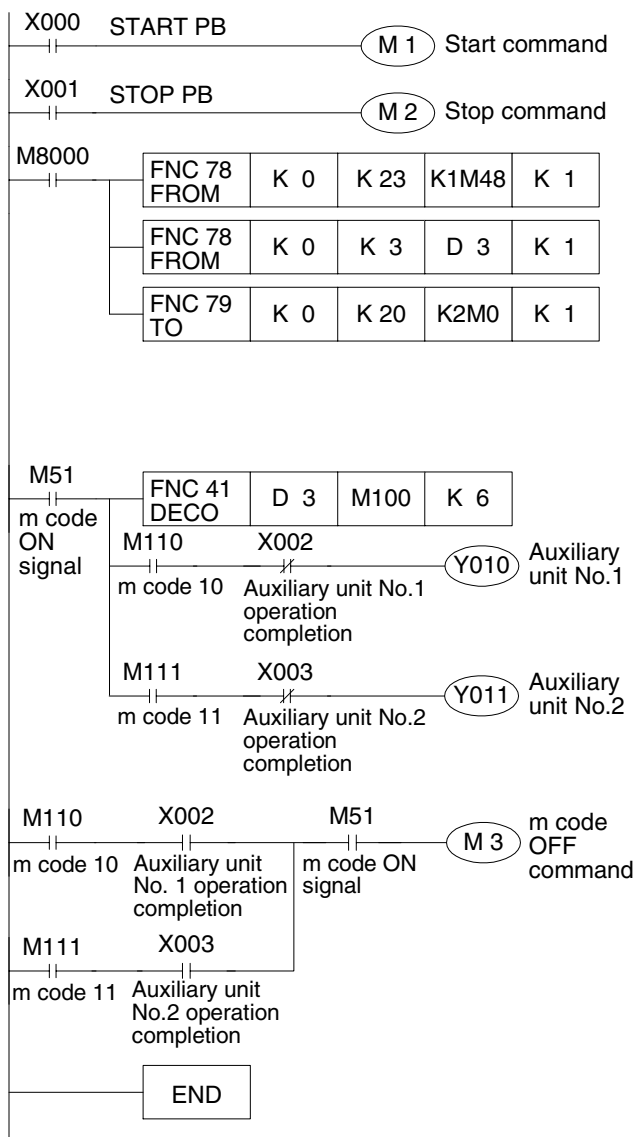 X000 START PB
M 1 Start command
X001 STOP PB
M 2 Stop command
M8000
FNC 78 FROM K 0 K 23 K1M48 K 1
FNC 78 FROM K 0 K 3 D 3 K 1
FNC 79 TO K 0 K 20 K2M0 K 1
M51
m code
ON
signal
FNC 41 DECO D 3 M100 K 6
M110 X002
Y010
Auxiliary
unit No.1
m code 10
Auxiliary unit No.1
operation
completion
M111 X003
Y011
Auxiliary
unit No.2
m code 11
Auxiliary unit No.2
operation
completion
M110 X002 M51
M 3
m code
OFF
command
m code 10
Auxiliary unit
No. 1 operation
completion
m code ON
signal
M111 X003
m code 11
Auxiliary unit
No.2 operation
completion
END